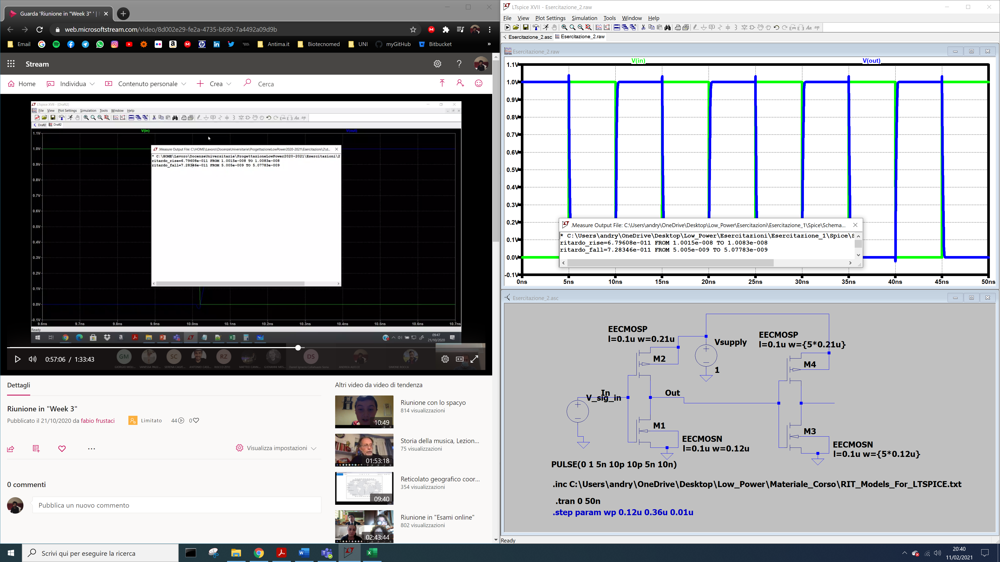 Guarda 'Riunione in "Week 3" ' |
web.microsoftstream.com/video/8d002e29-fe2a-4735-b690-7a4492a09d9b
Email
Antima.it
Biotecnomed
UNI
myGitHub
Bitbucket
»
Stream
Home
Individua
Contenuto personale
Crea
Cerca
LTspice XVII - [Draft2]
File View Plot Settings Simulation Tools Window Help
Draft2
Draft2
V(in)
V(out)
1.1V
1.0V
0.9V
0.8V
0.7V
0.6V
0.5V
0.4V
0.3V
0.2V
0.1V
0.0V
-0.1V
.Measure Output File: C:\HOME\Lavoro\DocenzeUniversitarie\ProgettazioneLowPower2020-2021\Esercitazioni\2\d...
* C:\HOME\Lavoro\DocenzeUniversitarie\ProgettazioneLowPower2020-2021\Esercitazioni\2
ritardo_rise=6.79608e-011 FROM 1.0015e-008 TO 1.0083e-008
ritardo_fall=7.28346e-011 FROM 5.005e-009 TO 5.07783e-009
9.6ns 9.7ns 9.8ns 9.9ns 10.0ns 10.1ns 10.2ns 10.3ns 10.4ns 10.5ns 10.6ns 10.7ns
Ready
09:47
21/10/2020
0:57:06 / 1:33:43
GM
SC
RZ
DS
GIORGIO MOLI...
VANESSA PALU...
SERENA CALVE...
ANTONIO CASS...
ROCCO ZITO
MATTEO CANN...
GIOVANNI MES...
Daniel Ignacio Collahuazo Soria
ANDREA ALECCE
SIMONE ROCCA
Dettagli
Riunione in "Week 3"
Pubblicato il 21/10/2020 da fabio frustaci
Limitato
44
0
Visualizza impostazioni
0 commenti
Pubblica un nuovo commento
Altri video da video di tendenza
10:49
Riunione con lo spacyo
814 visualizzazioni
01:53:18
Storia della musica, Lezion...
75 visualizzazioni
09:40
Reticolato geografico coor...
354 visualizzazioni
02:43:44
Riunione in "Esami online"
802 visualizzazioni
LTspice XVII - Esercitazione_2.raw
File View Plot Settings Simulation Tools Window Help
Esercitazione_2.asc
Esercitazione_2.raw
Esercitazione_2.raw
V(in)
V(out)
1.1V
1.0V
0.9V
0.8V
0.7V
0.6V
0.5V
0.4V
0.3V
0.2V
0.1V
0.0V
-0.1V
.Measure Output File: C:\Users\andry\OneDrive\Desktop\Low_Power\Esercitazioni\Esercitazione_1\Spice\Schema...
* C:\Users\andry\OneDrive\Desktop\Low_Power\Esercitazioni\Esercitazione_1\Spice\S
ritardo_rise=6.79608e-011 FROM 1.0015e-008 TO 1.0083e-008
ritardo_fall=7.28346e-011 FROM 5.005e-009 TO 5.07783e-009
0ns 5ns 10ns 15ns 20ns 25ns 30ns 35ns 40ns 45ns 50ns
Esercitazione_2.asc
EECMOSP
l=0.1u w=0.21u
M2
Vsupply
1
EECMOSP
l=0.1u w={5*0.21u}
M4
In
V_sig_in
Out
M1
EECMOSN
l=0.1u w=0.12u
M3
EECMOSN
l=0.1u w={5*0.12u}
PULSE(0 1 5n 10p 10p 5n 10n)
.inc C:\Users\andry\OneDrive\Desktop\Low_Power\Materiale_Corso\RIT_Models_For_LTSPICE.txt
.tran 0 50n
.step param wp 0.12u 0.36u 0.01u
Ready
Scrivi qui per eseguire la ricerca
20:40
11/02/2021